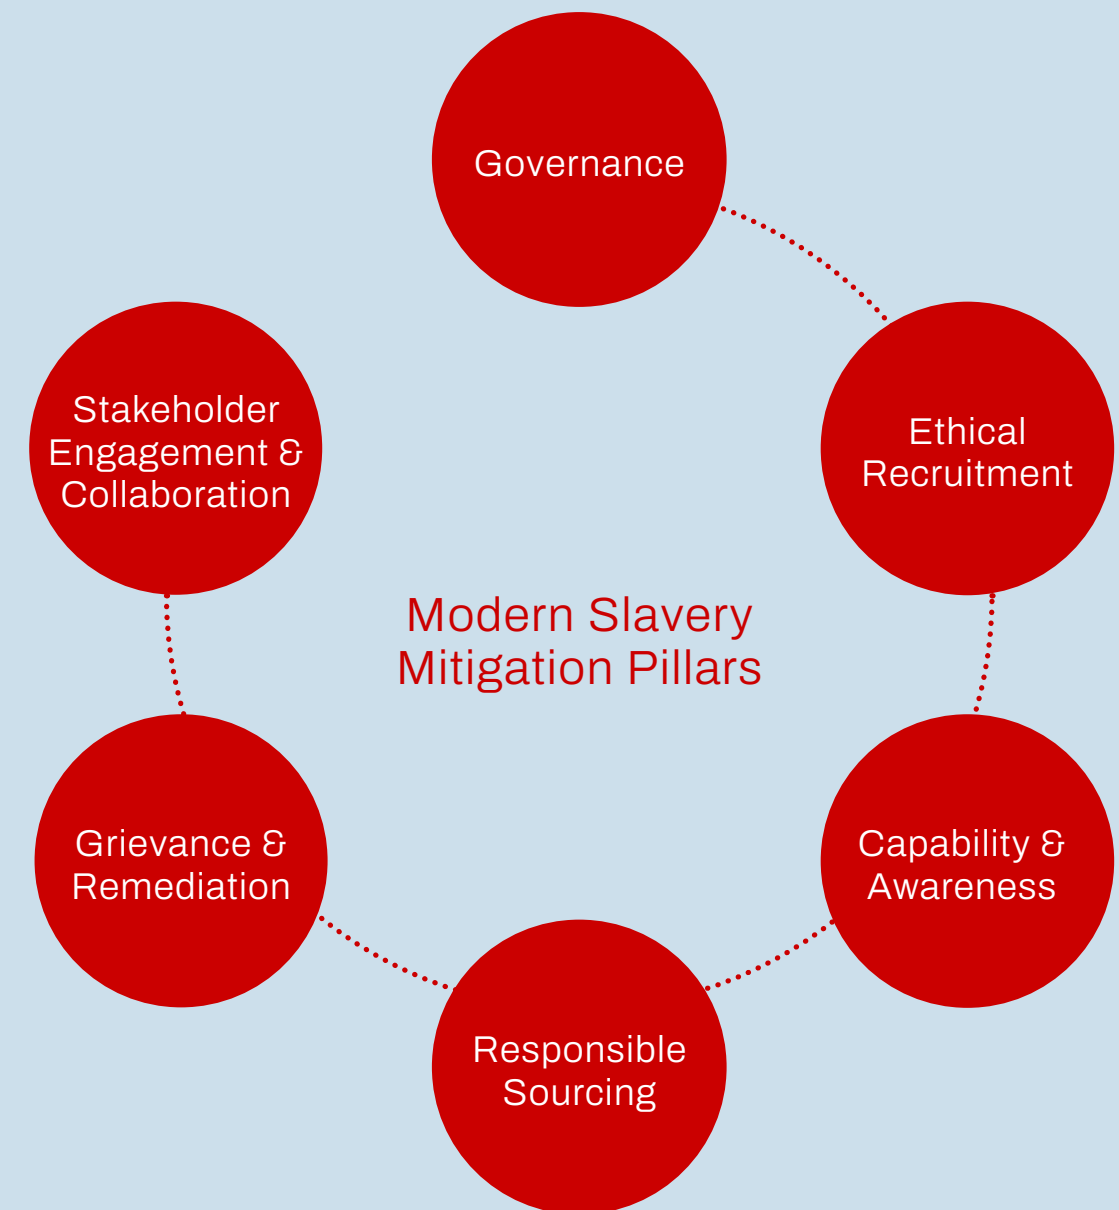 Governance
Ethical
Recruitment
Capability &
Awareness
Responsible
Sourcing
Grievance &
Remediation
Stakeholder
Engagement &
Collaboration
Modern Slavery
Mitigation Pillars